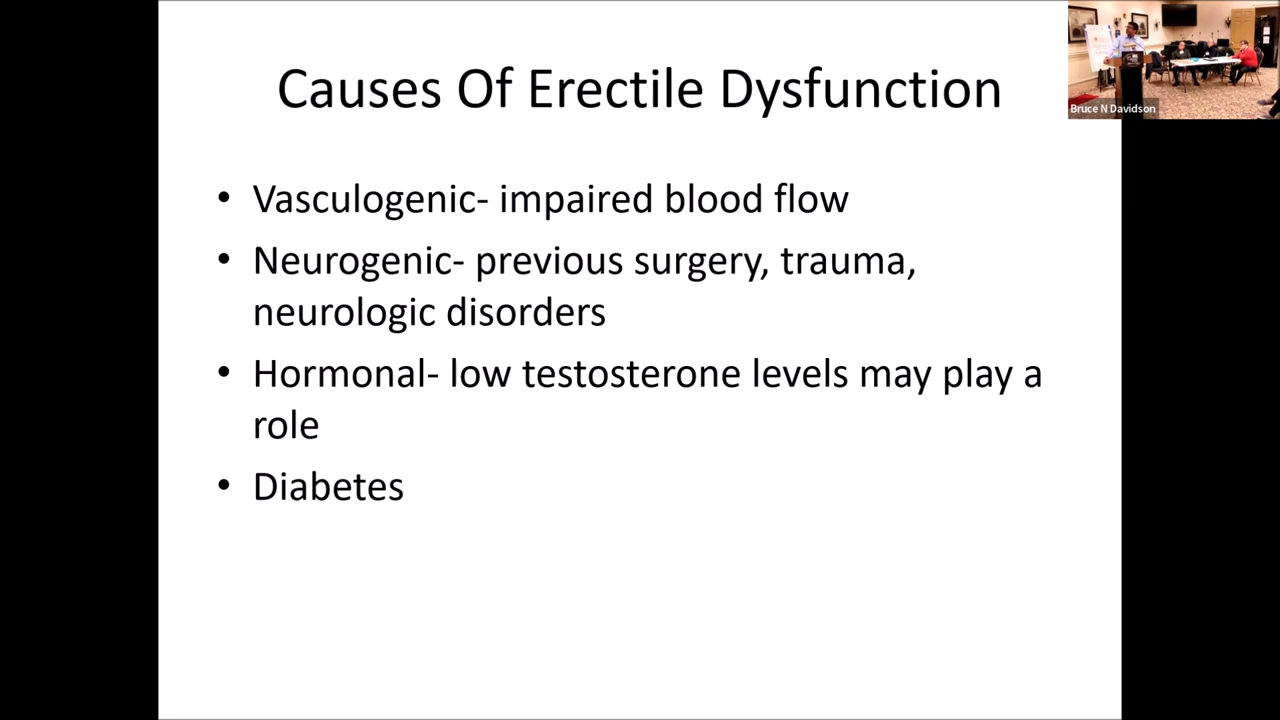 Causes Of Erectile Dysfunction
• Vasculogenic- impaired blood flow
• Neurogenic- previous surgery, trauma,
neurologic disorders
• Hormonal- low testosterone levels may play a
role
• Diabetes
Bruce N Davidson